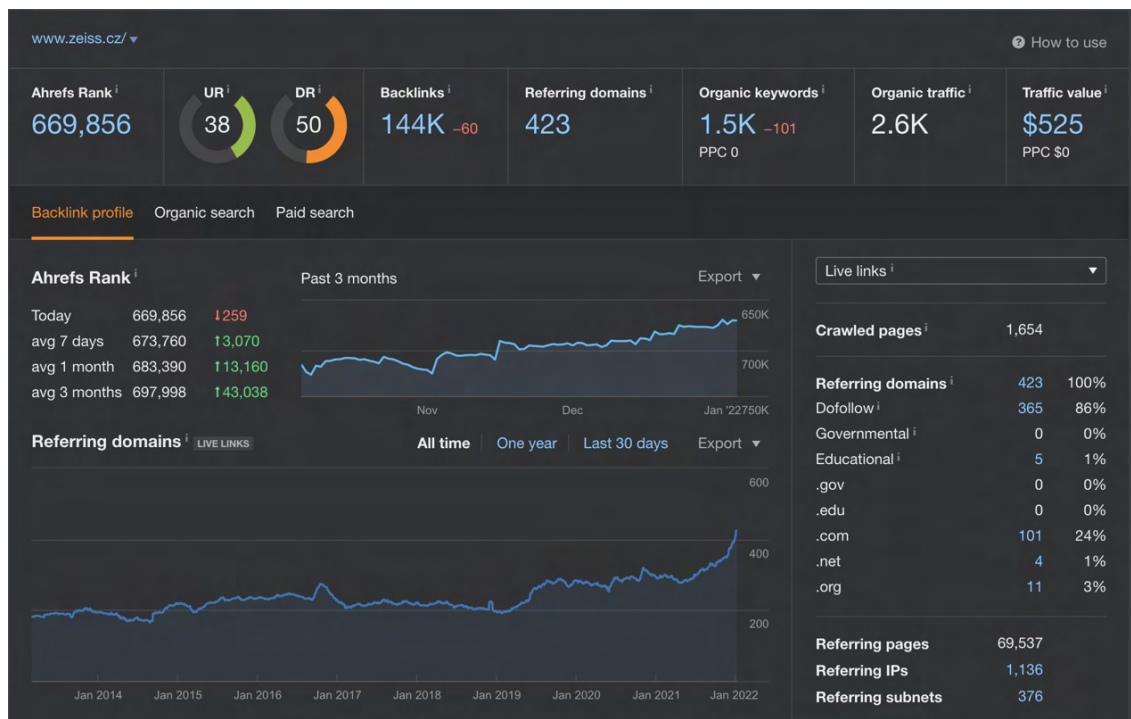 www.zeiss.cz/
How to use
Ahrefs Rank i
669,856
UR i
38
DR i
50
Backlinks i
144K -60
Referring domains i
423
Organic keywords i
1.5K -101
PPC 0
Organic traffic i
2.6K
Traffic value i
$525
PPC $0
Backlink profile Organic search Paid search
Ahrefs Rank i
Today 669,856 ↓259
avg 7 days 673,760 ↑3,070
avg 1 month 683,390 ↑13,160
avg 3 months 697,998 ↑43,038
Past 3 months Export
650K
700K
Nov Dec Jan '22 750K
Referring domains i LIVE LINKS All time One year Last 30 days Export
600
400
200
Jan 2014 Jan 2015 Jan 2016 Jan 2017 Jan 2018 Jan 2019 Jan 2020 Jan 2021 Jan 2022
Live links i
Crawled pages i 1,654
Referring domains i 423 100%
Dofollow i 365 86%
Governmental i 0 0%
Educational i 5 1%
.gov 0 0%
.edu 0 0%
.com 101 24%
.net 4 1%
.org 11 3%
Referring pages 69,537
Referring IPs 1,136
Referring subnets 376